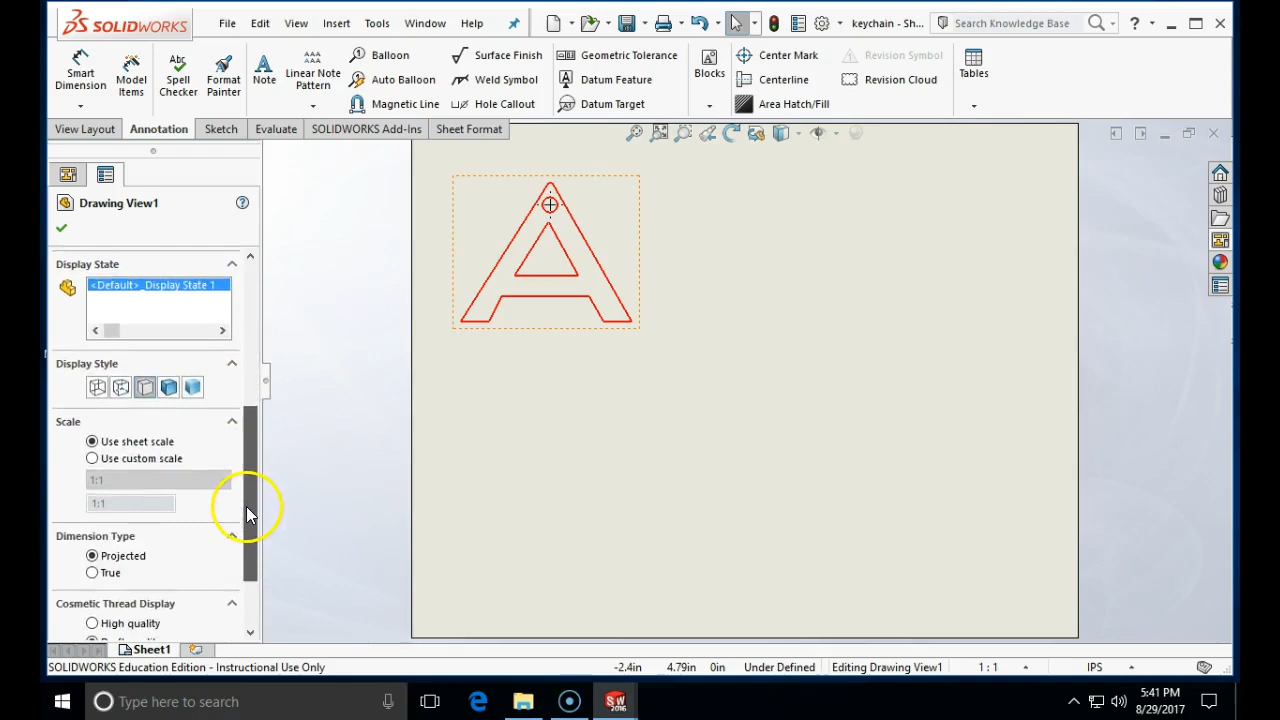 SOLIDWORKS File Edit View Insert Tools Window Help keychain - Sh... Search Knowledge Base ?
Smart Dimension
Model Items
Spell Checker
Format Painter
Note
Linear Note Pattern
Balloon
Auto Balloon
Magnetic Line
Surface Finish
Weld Symbol
Hole Callout
Geometric Tolerance
Datum Feature
Datum Target
Blocks
Center Mark
Centerline
Area Hatch/Fill
Revision Symbol
Revision Cloud
Tables
View Layout Annotation Sketch Evaluate SOLIDWORKS Add-Ins Sheet Format
Drawing View1
Display State
<Default>_Display State 1
Display Style
Scale
Use sheet scale
Use custom scale
1:1
1:1
Dimension Type
Projected
True
Cosmetic Thread Display
High quality
Sheet1
SOLIDWORKS Education Edition - Instructional Use Only -2.4in 4.79in 0in Under Defined Editing Drawing View1 1 : 1 IPS
Type here to search
SW
2016
5:41 PM
8/29/2017